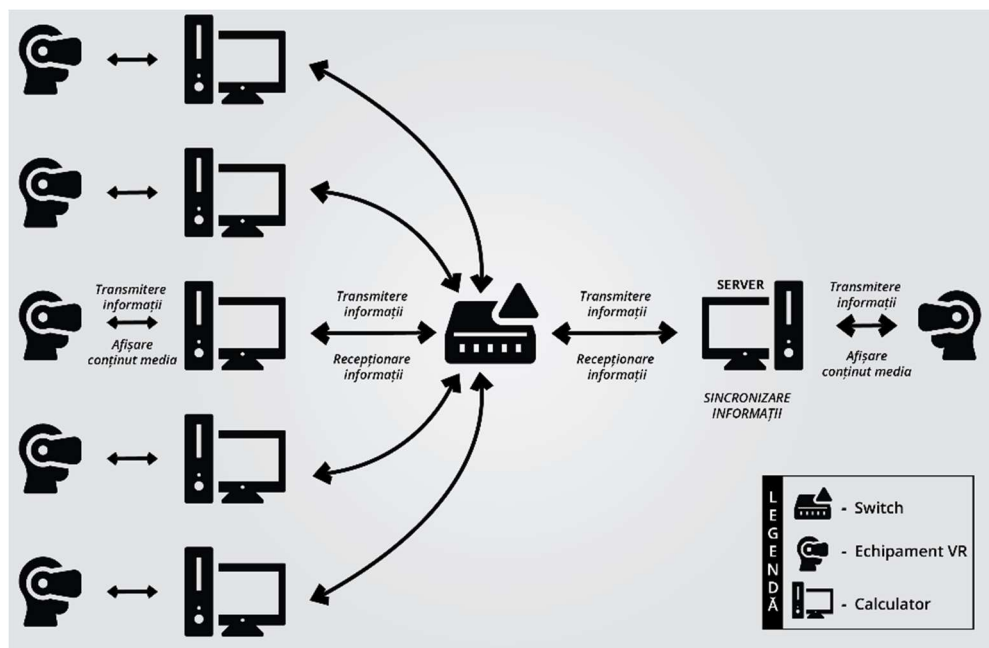 Transmitere
informații
Afișare
conținut media
Transmitere
informații
Recepționare
informații
Transmitere
informații
Recepționare
informații
SERVER
SINCRONIZARE
INFORMAȚII
Transmitere
informații
Afișare
conținut media
LEGENDĂ
- Switch
- Echipament VR
- Calculator